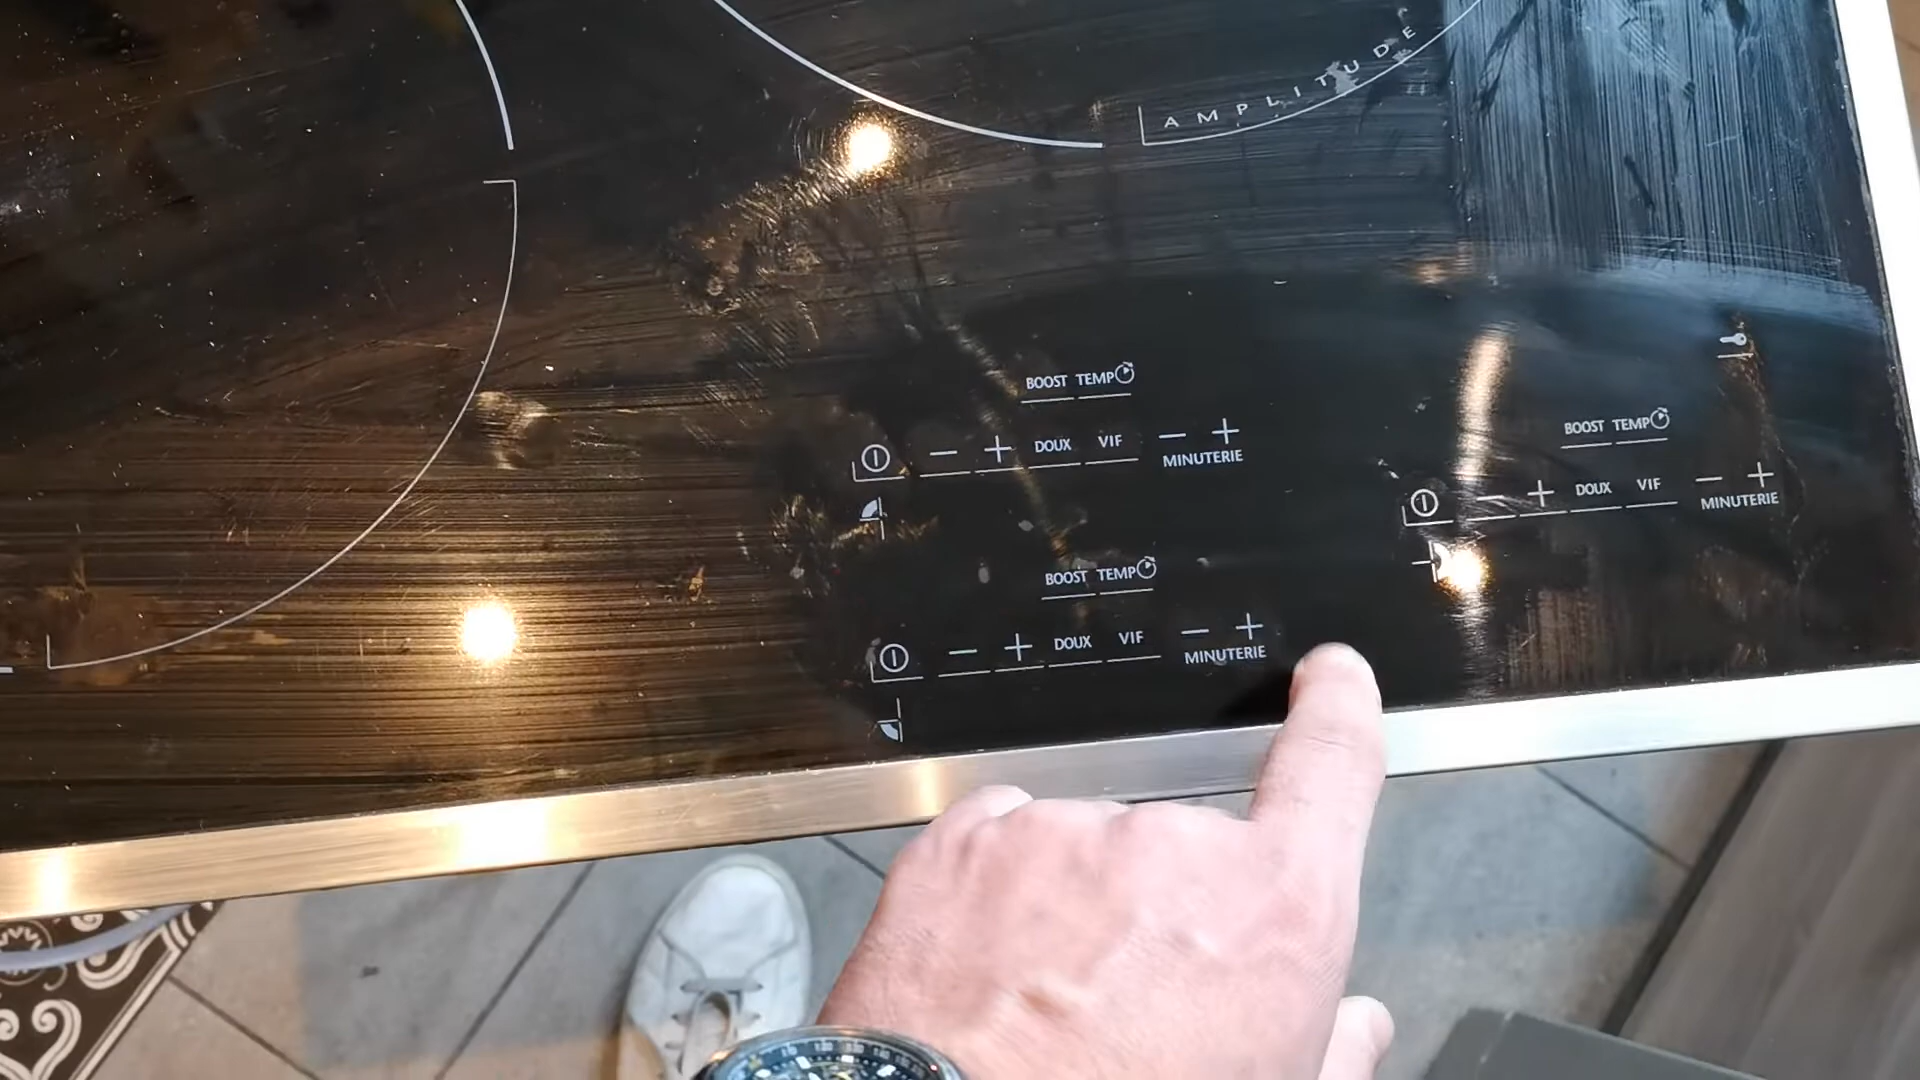 AMPLITUDE
BOOST TEMP
DOUX VIF
MINUTERIE
BOOST TEMP
DOUX VIF
MINUTERIE
BOOST TEMP
DOUX VIF
MINUTERIE